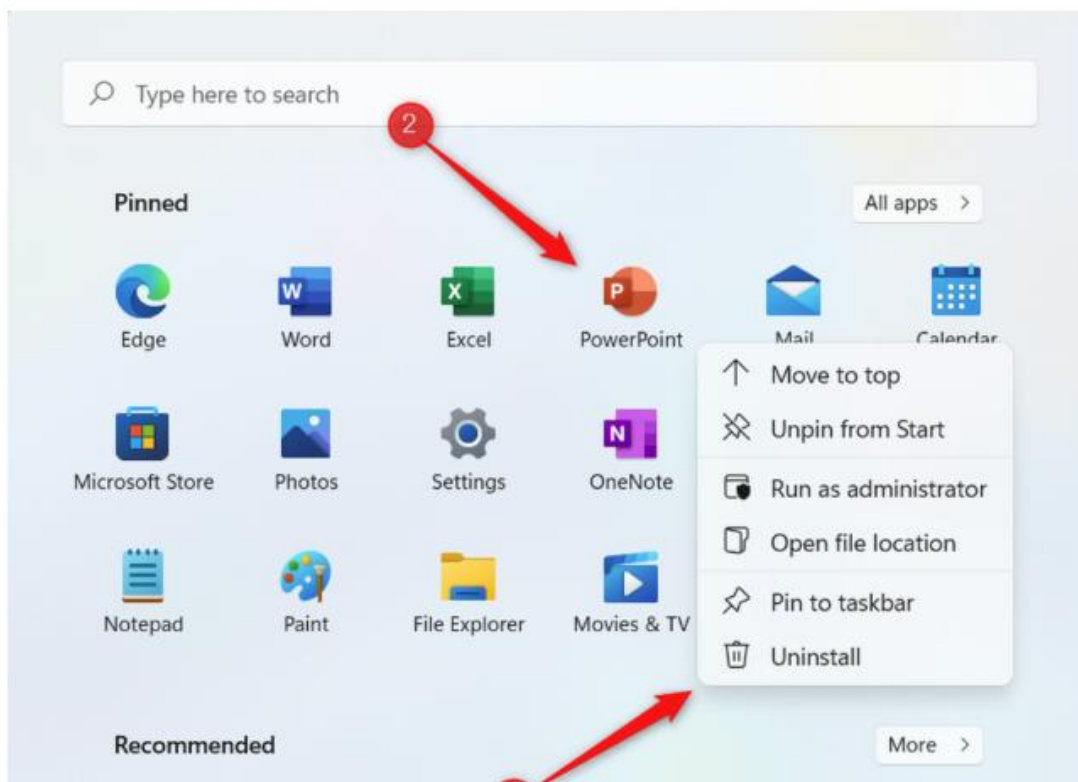 Type here to search
2
Pinned
All apps >
Edge
Word
Excel
PowerPoint
Mail
Calendar
Move to top
Unpin from Start
Run as administrator
Open file location
Pin to taskbar
Uninstall
Microsoft Store
Photos
Settings
OneNote
Notepad
Paint
File Explorer
Movies & TV
Recommended
More >